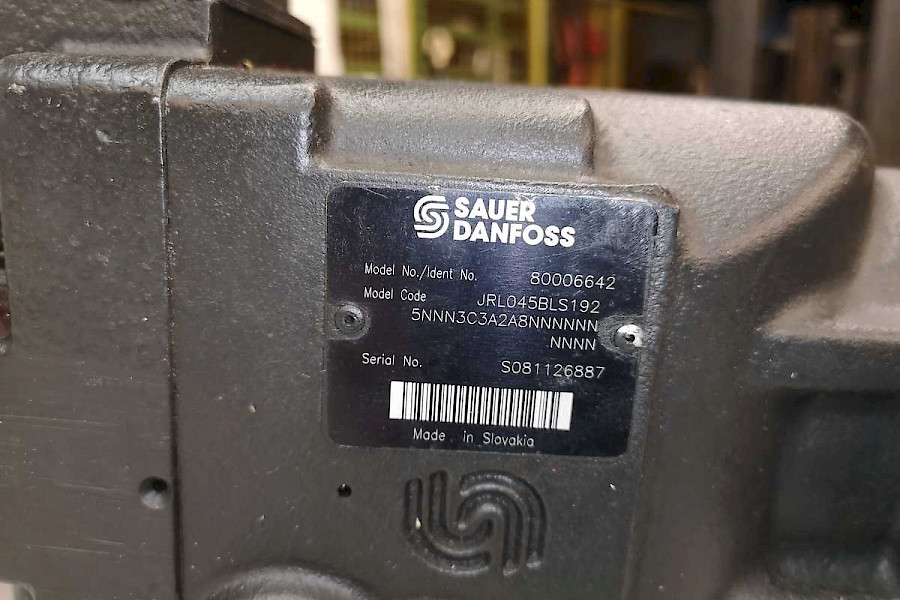 SAUER
DANFOSS
Model No./Ident No. 80006642
Model Code JRL045BLS192
5NNN3C3A2A8NNNNNN
NNNN
Serial No. S081126887
Made in Slovakia